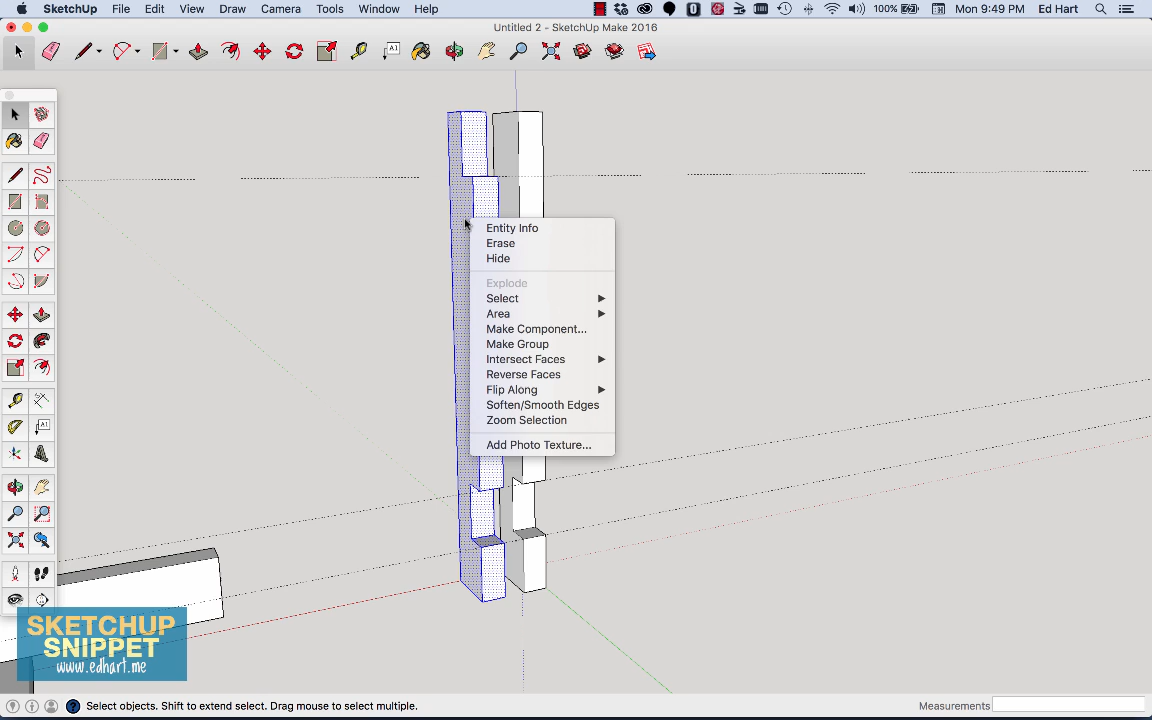 SketchUp File Edit View Draw Camera Tools Window Help 100% Mon 9:49 PM Ed Hart
Untitled 2 - SketchUp Make 2016
Entity Info
Erase
Hide
Explode
Select
Area
Make Component...
Make Group
Intersect Faces
Reverse Faces
Flip Along
Soften/Smooth Edges
Zoom Selection
Add Photo Texture...
SKETCHUP
SNIPPET
www.edhart.me
Select objects. Shift to extend select. Drag mouse to select multiple. Measurements